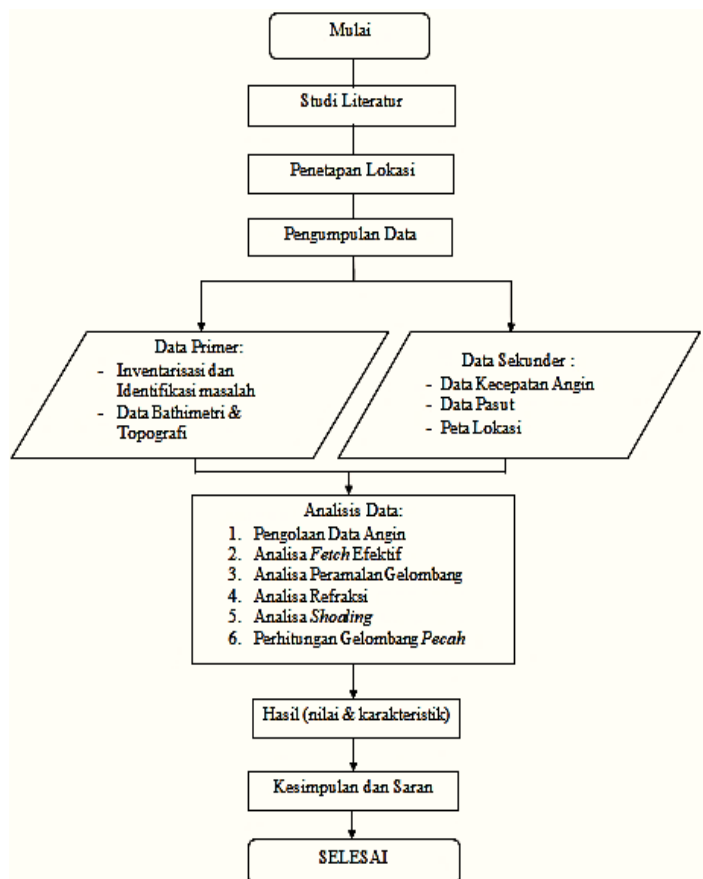 Mulai
Studi Literatur
Penetapan Lokasi
Pengumpulan Data
Data Primer:
- Inventarisasi dan
Identifikasi masalah
- Data Bathimetri &
Topografi
Data Sekunder :
- Data Kecepatan Angin
- Data Pasut
- Peta Lokasi
Analisis Data:
1. Pengolaan Data Angin
2. Analisa Fetch Efektif
3. Analisa Peramalan Gelombang
4. Analisa Refraksi
5. Analisa Shoaling
6. Perhitungan Gelombang Pecah
Hasil (nilai & karakteristik)
Kesimpulan dan Saran
SELESAI